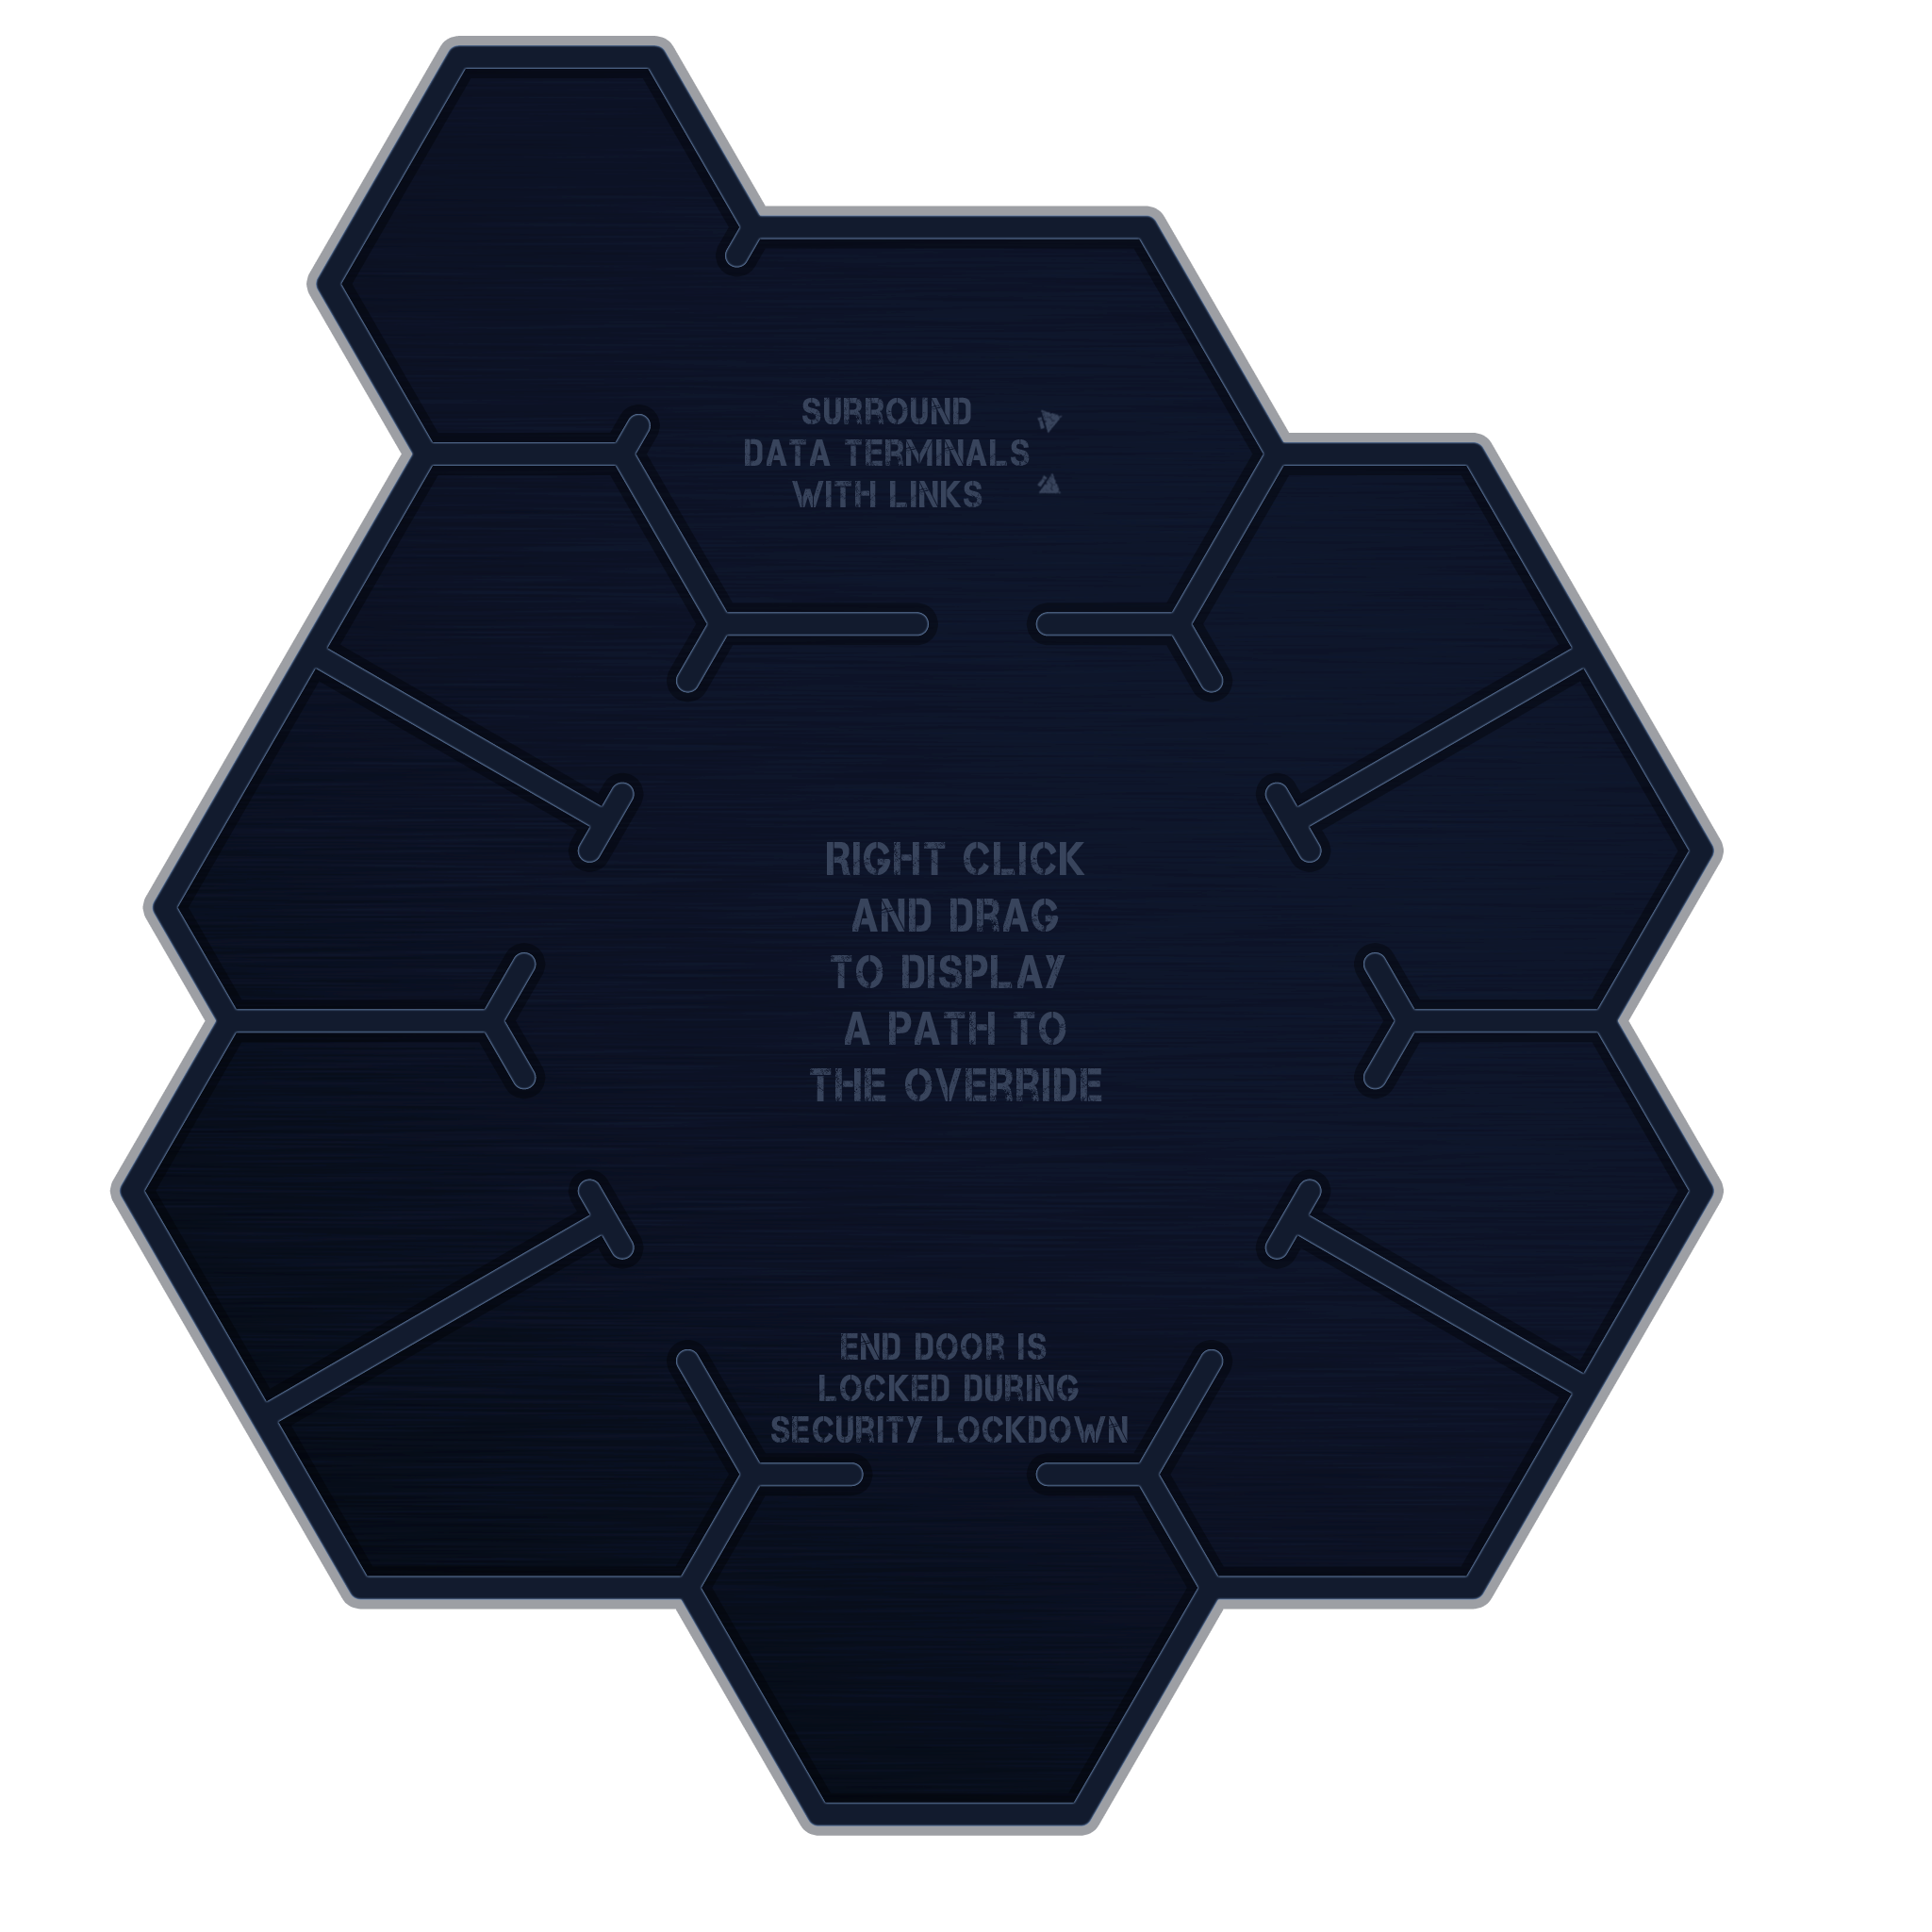 SURROUND
DATA TERMINALS
WITH LINKS
RIGHT CLICK
AND DRAG
TO DISPLAY
A PATH TO
THE OVERRIDE
END DOOR IS
LOCKED DURING
SECURITY LOCKDOWN